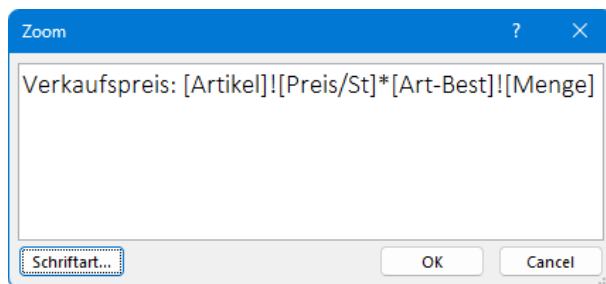 Zoom
Verkaufspreis: [Artikel]![Preis/St]*[Art-Best]![Menge]
Schriftart... OK Cancel